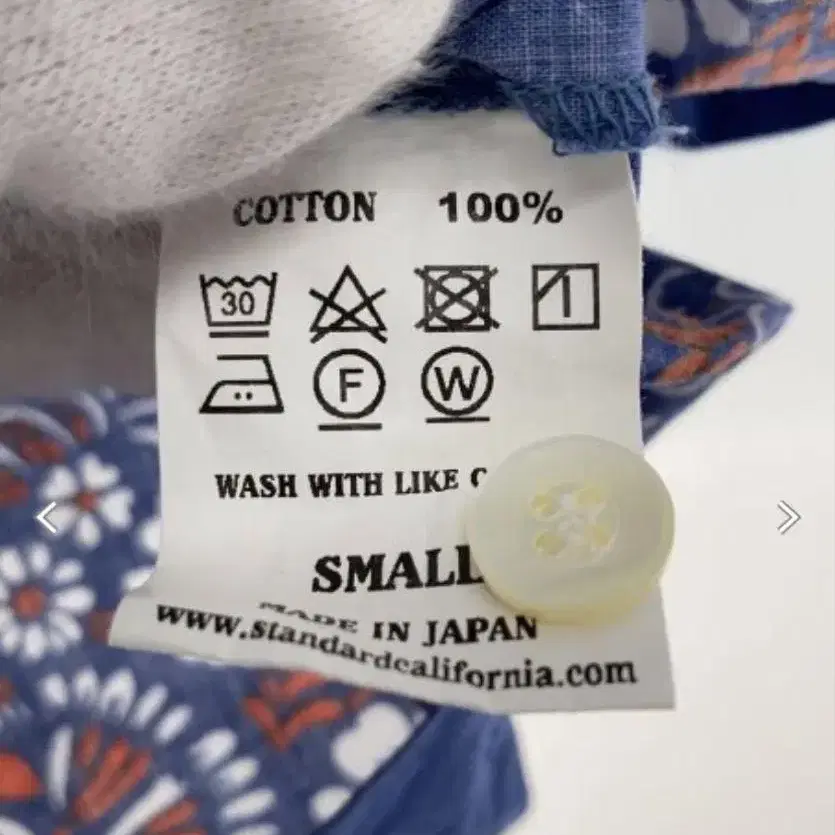 COTTON 100%
30
F W
WASH WITH LIKE
SMALL
MADE IN JAPAN
www.standardcalifornia.com